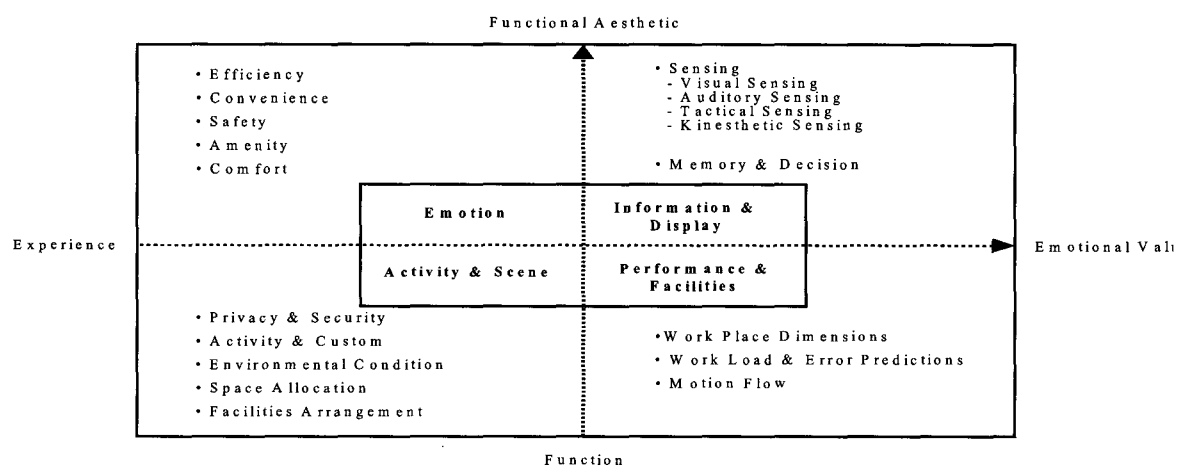 Functional Aesthetic
• Efficiency
• Convenience
• Safety
• Amenity
• Comfort
• Sensing
- Visual Sensing
- Auditory Sensing
- Tactical Sensing
- Kinesthetic Sensing
• Memory & Decision
Emotion
Information &
Display
Experience
Emotional Valu
Activity & Scene
Performance &
Facilities
• Privacy & Security
• Activity & Custom
• Environmental Condition
• Space Allocation
• Facilities Arrangement
•Work Place Dimensions
• Work Load & Error Predictions
• Motion Flow
Function